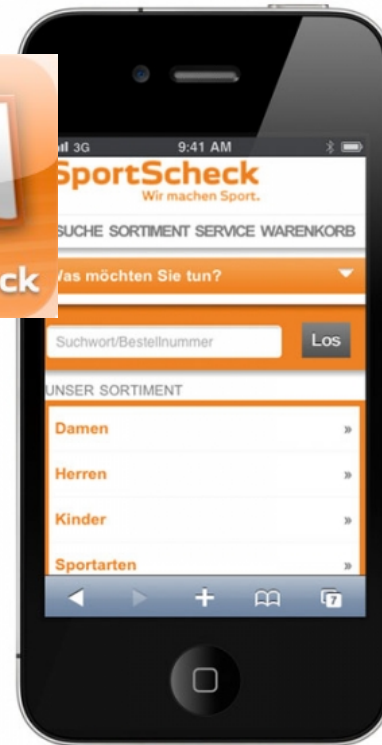 3G 9:41 AM
SportScheck
Wir machen Sport.
SUCHE SORTIMENT SERVICE WARENKORB
Was möchten Sie tun?
ck
Suchwort/Bestellnummer Los
UNSER SORTIMENT
Damen »
Herren »
Kinder »
Sportarten »
7